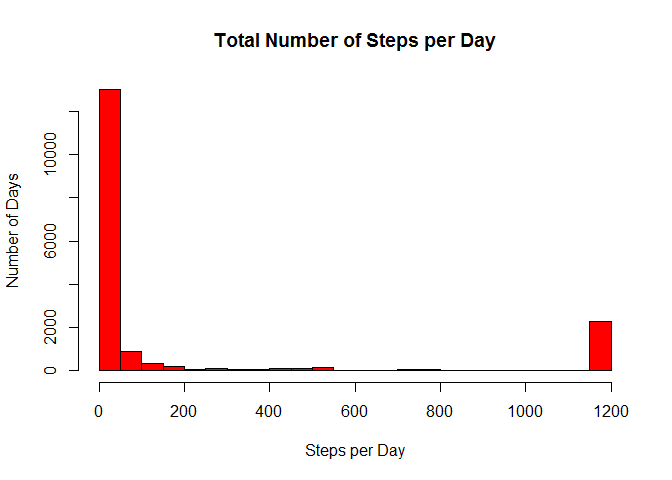 Total Number of Steps per Day
Number of Days
10000
6000
2000
0
0 200 400 600 800 1000 1200
Steps per Day